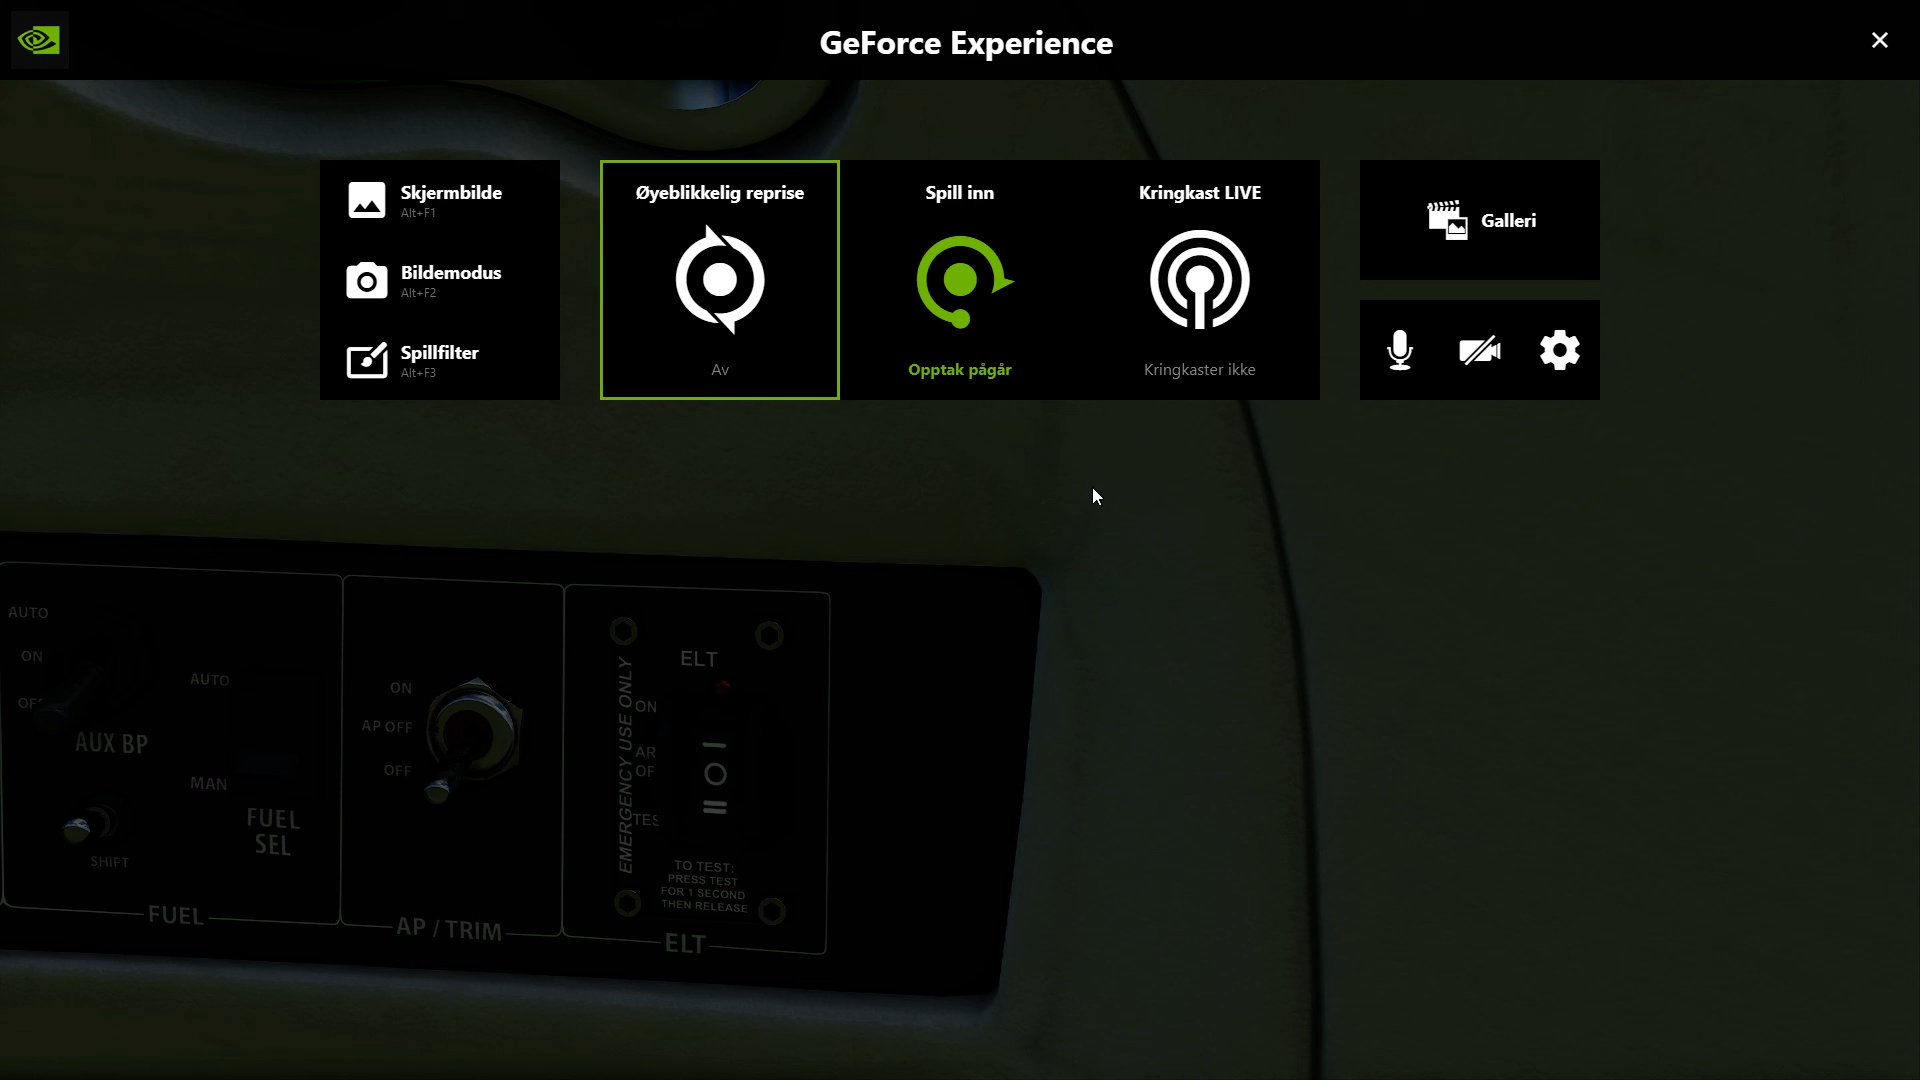 GeForce Experience
Skjermbilde
Alt+F1
Bildemodus
Alt+F2
Spillfilter
Alt+F3
Øyeblikkelig reprise
Av
Spill inn
Opptak pågår
Kringkast LIVE
Kringkaster ikke
Galleri
AUTO
ON
AUX BP
SHIFT
AUTO
MAN
FUEL
SEL
FUEL
ON
AP OFF
OFF
AP / TRIM
ELT
EMERGENCY USE ONLY
ON
TO TEST:
PRESS TEST
FOR 1 SECOND
THEN RELEASE
ELT